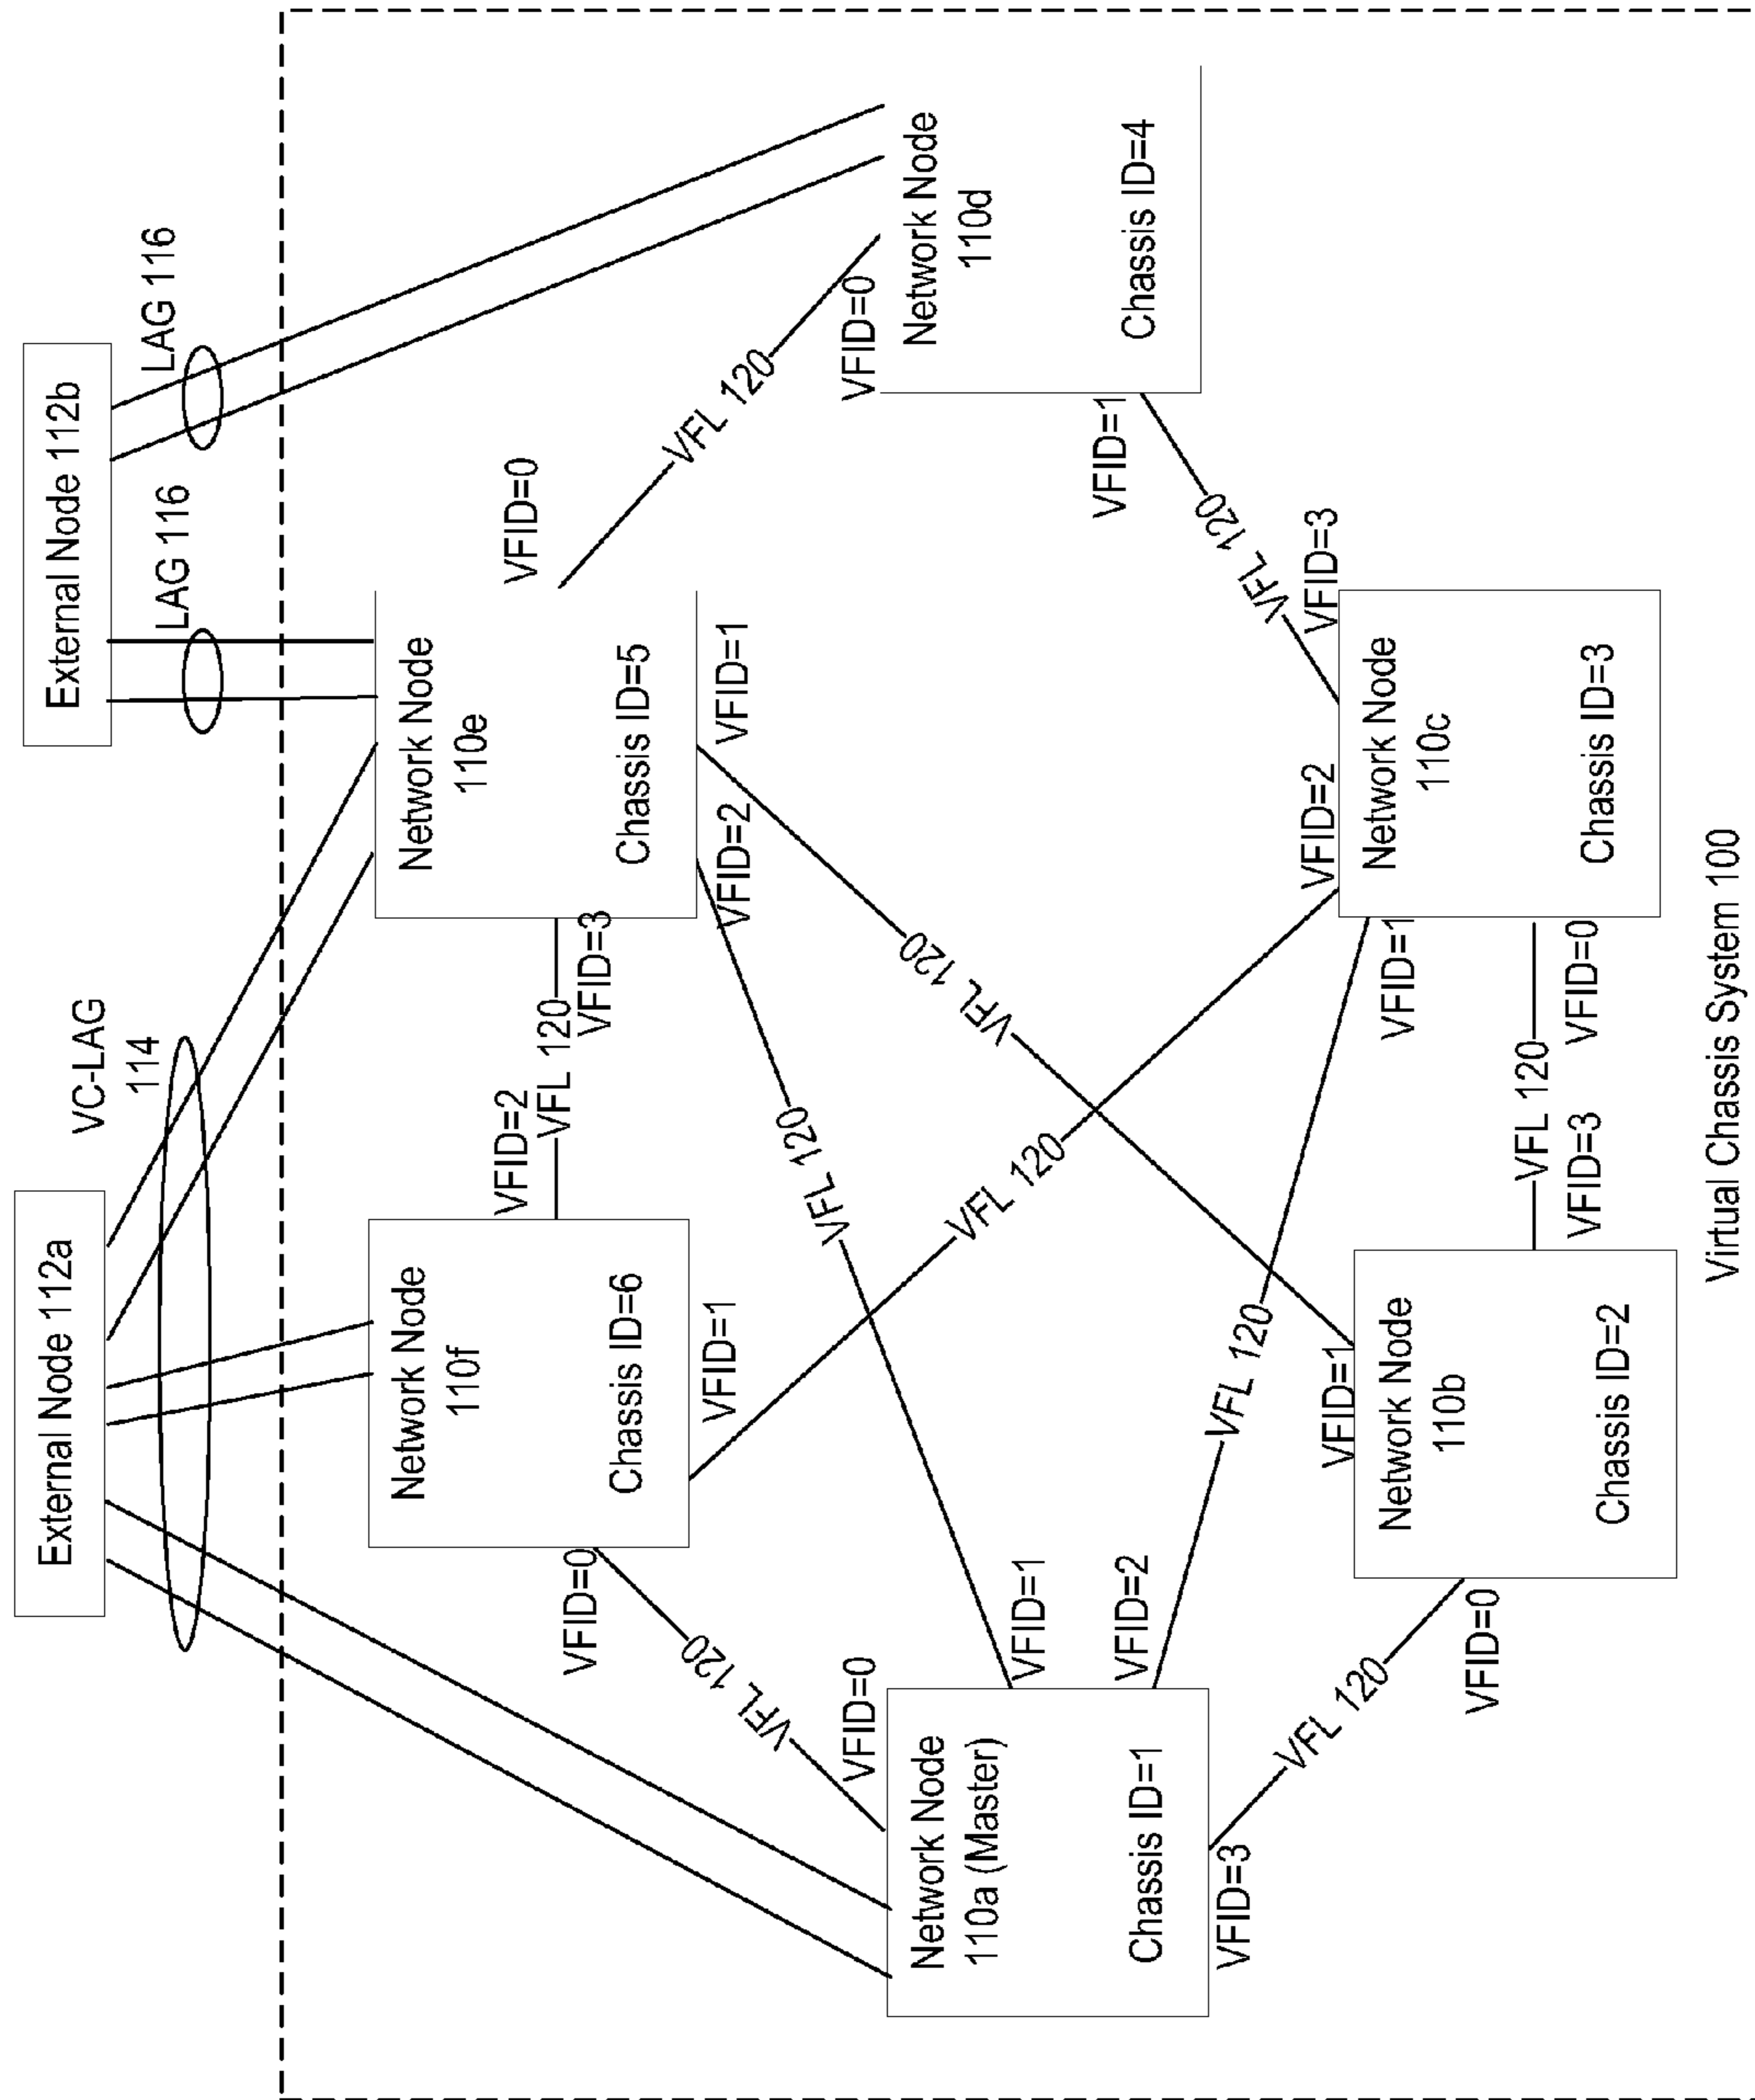 External Node 112a
External Node 112b
VC-LAG
114
LAG 116
LAG 116
Network Node
110f
Chassis ID=6
VFID=0
VFID=1
VFID=2
VFL 120
VFID=3
Network Node
110e
Chassis ID=5
VFID=0
VFID=1
VFID=2
VFL 120
VFID=0
Network Node
110d
Chassis ID=4
VFID=1
VFL 120
VFID=0
VFL 120
VFL 120
VFL 120
Network Node
110a (Master)
Chassis ID=1
VFID=1
VFID=2
VFID=3
VFL 120
VFL 120
VFL 120
VFID=3
VFID=2
Network Node
110c
Chassis ID=3
VFID=1
VFID=0
VFL 120
VFID=3
VFID=1
Network Node
110b
Chassis ID=2
VFID=0
Virtual Chassis System 100